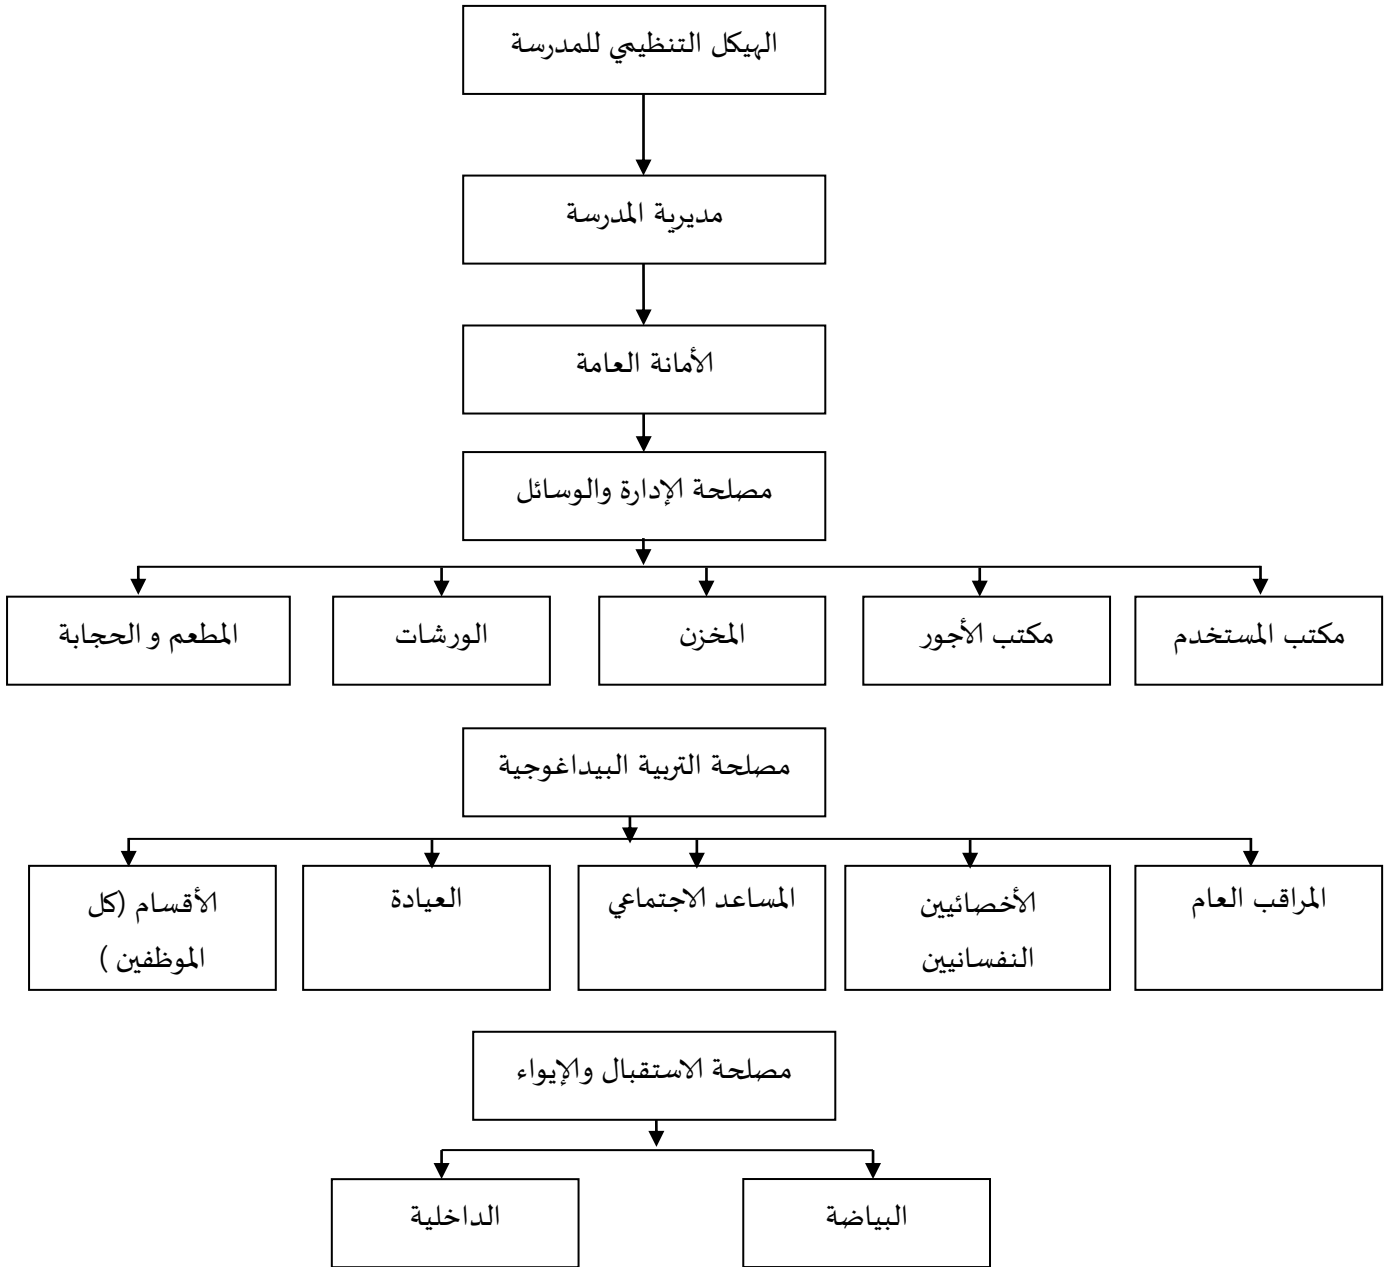 الهيكل التنظيمي للمدرسة
مديرية المدرسة
الأمانة العامة
مصلحة الإدارة والوسائل
مكتب المستخدم
مكتب الأجور
المخزن
الورشات
المطعم و الحجابة
مصلحة التربية البيداغوجية
المراقب العام
الأخصائيين
النفسانيين
المساعد الاجتماعي
العيادة
الأقسام (كل
الموظفين )
مصلحة الاستقبال والإيواء
البياضة
الداخلية